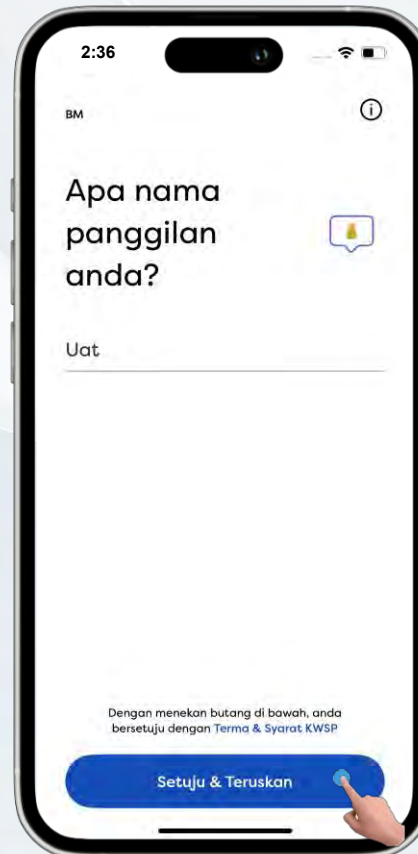 2:36
BM
Apa nama
panggilan
anda?
Uat
Dengan menekan butang di bawah, anda
bersetuju dengan Terma & Syarat KWSP
Setuju & Teruskan